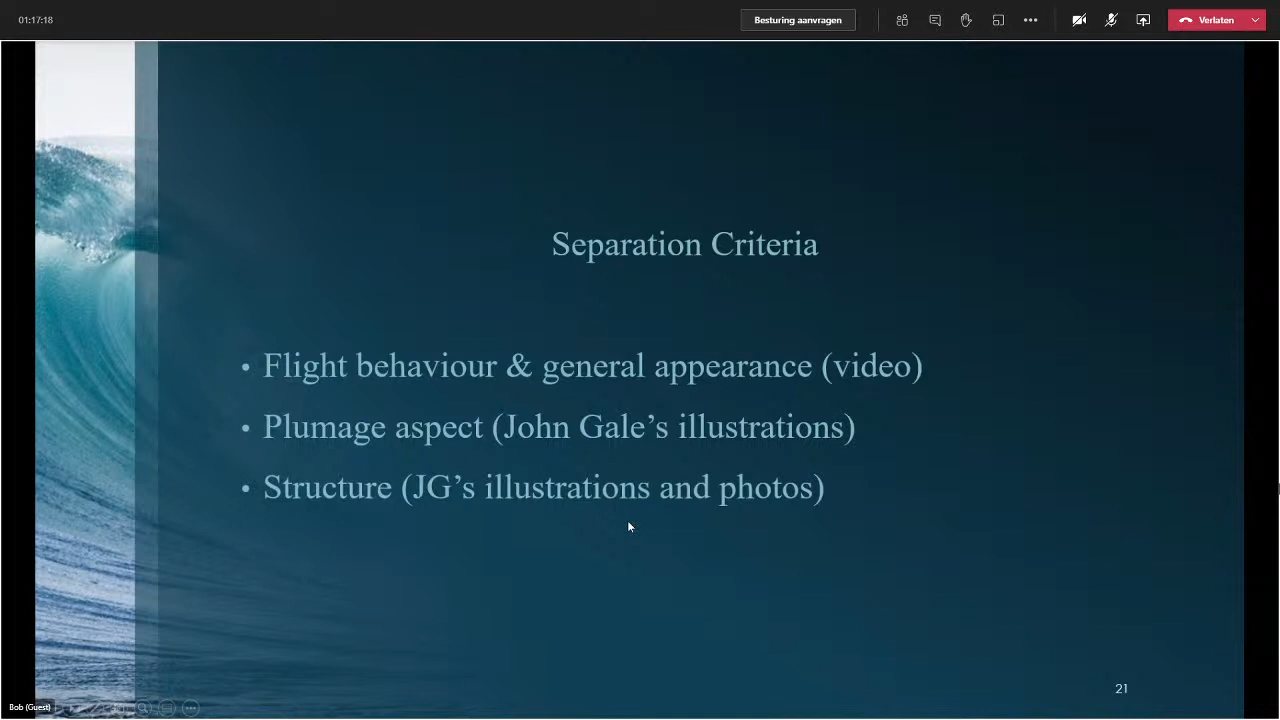 01:17:18
Besturing aanvragen
Verlaten
Separation Criteria
• Flight behaviour & general appearance (video)
• Plumage aspect (John Gale’s illustrations)
• Structure (JG’s illustrations and photos)
21
Bob (Guest)